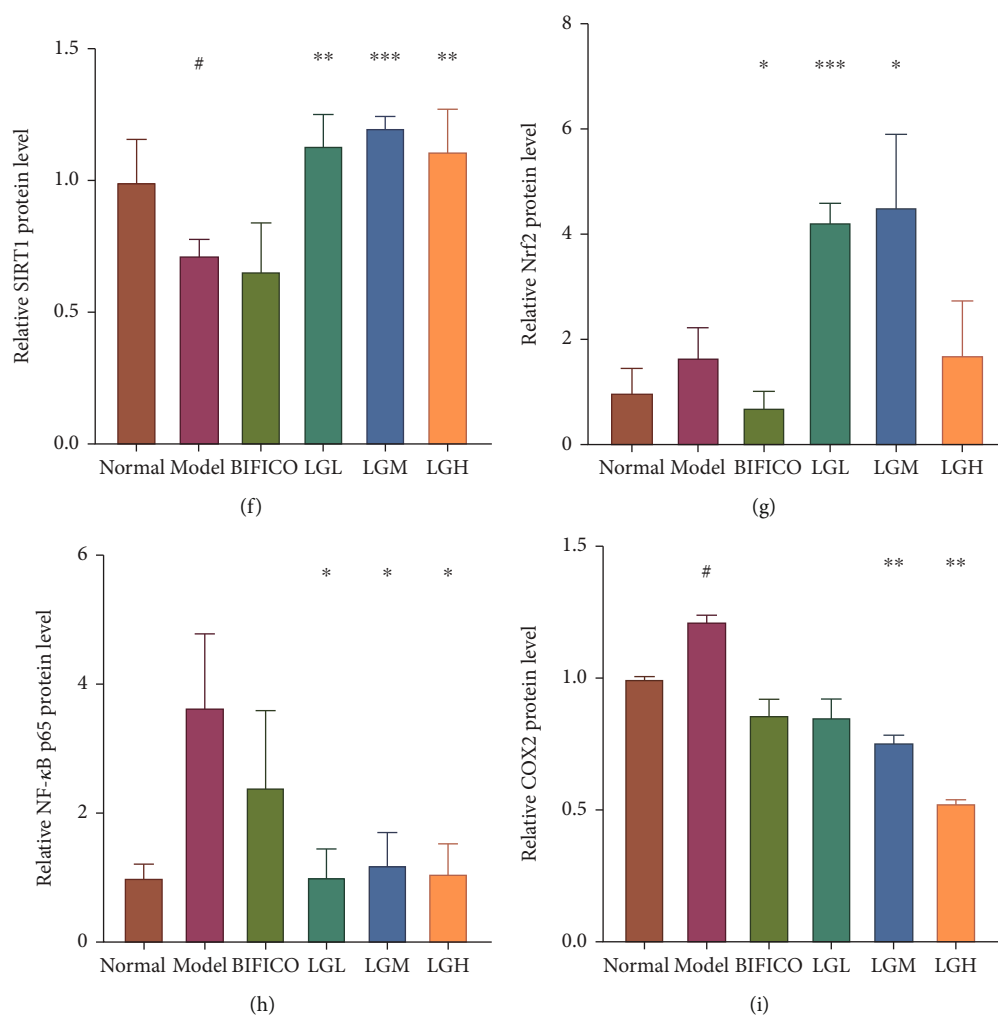 Relative SIRT1 protein level
1.5
1.0
0.5
0.0
# ** *** **
Normal Model BIFICO LGL LGM LGH
(f)
Relative Nrf2 protein level
8
6
4
2
0
* *** *
Normal Model BIFICO LGL LGM LGH
(g)
Relative NF-κB p65 protein level
6
4
2
0
* * *
Normal Model BIFICO LGL LGM LGH
(h)
Relative COX2 protein level
1.5
1.0
0.5
0.0
# ** **
Normal Model BIFICO LGL LGM LGH
(i)